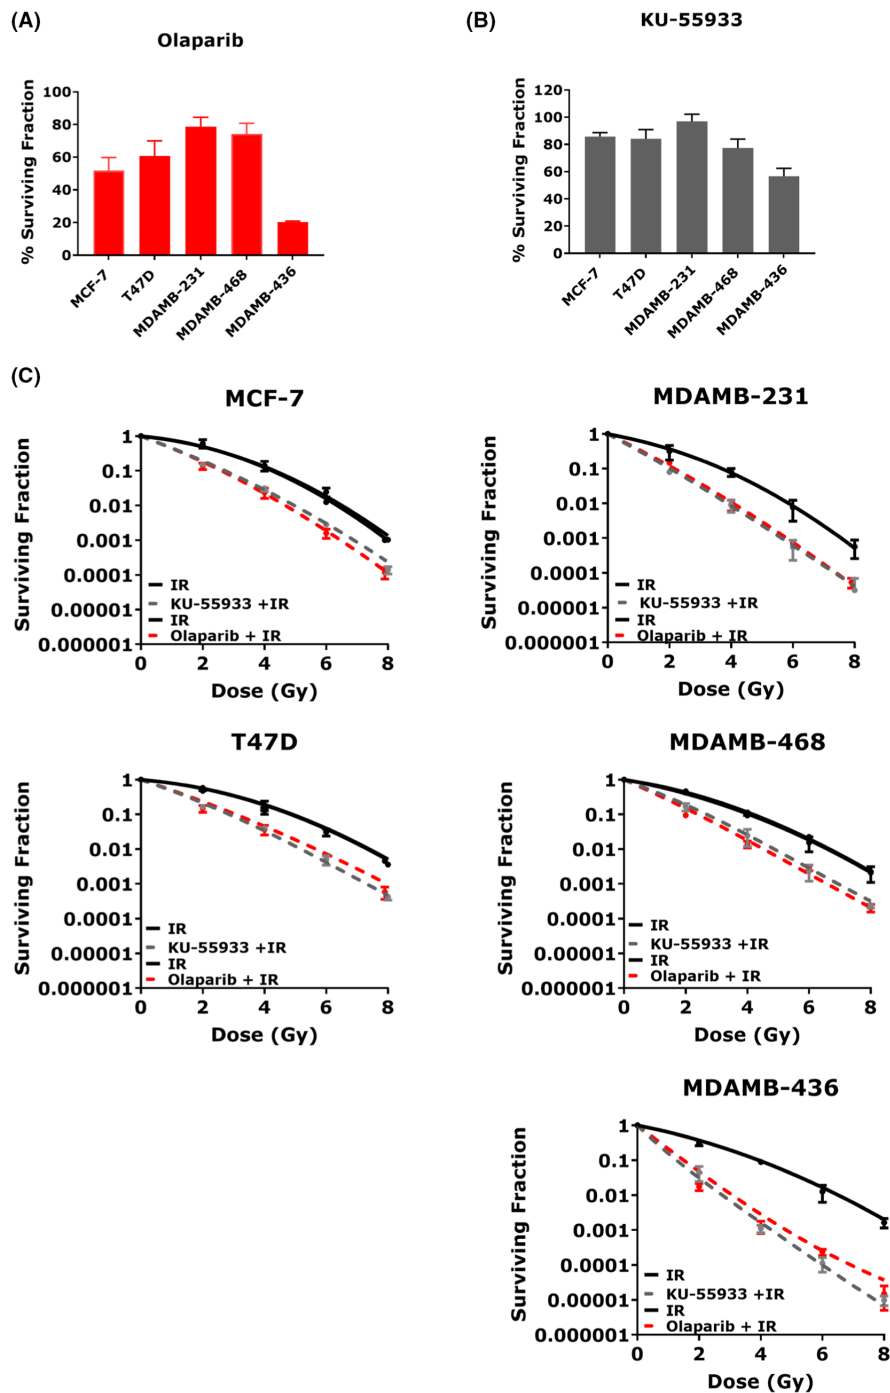 (A)
Olaparib
% Surviving Fraction
100
80
60
40
20
0
MCF-7
T47D
MDAMB-231
MDAMB-468
MDAMB-436
(B)
KU-55933
% Surviving Fraction
120
100
80
60
40
20
0
MCF-7
T47D
MDAMB-231
MDAMB-468
MDAMB-436
(C)
MCF-7
Surviving Fraction
1
0.1
0.01
0.001
0.0001
0.00001
0.000001
IR
KU-55933 +IR
IR
Olaparib + IR
0 2 4 6 8
Dose (Gy)
MDAMB-231
Surviving Fraction
1
0.1
0.01
0.001
0.0001
0.00001
0.000001
IR
KU-55933 +IR
IR
Olaparib + IR
0 2 4 6 8
Dose (Gy)
T47D
Surviving Fraction
1
0.1
0.01
0.001
0.0001
0.00001
0.000001
IR
KU-55933 +IR
IR
Olaparib + IR
0 2 4 6 8
Dose (Gy)
MDAMB-468
Surviving Fraction
1
0.1
0.01
0.001
0.0001
0.00001
0.000001
IR
KU-55933 +IR
IR
Olaparib + IR
0 2 4 6 8
Dose (Gy)
MDAMB-436
Surviving Fraction
1
0.1
0.01
0.001
0.0001
0.00001
0.000001
IR
KU-55933 +IR
IR
Olaparib + IR
0 2 4 6 8
Dose (Gy)